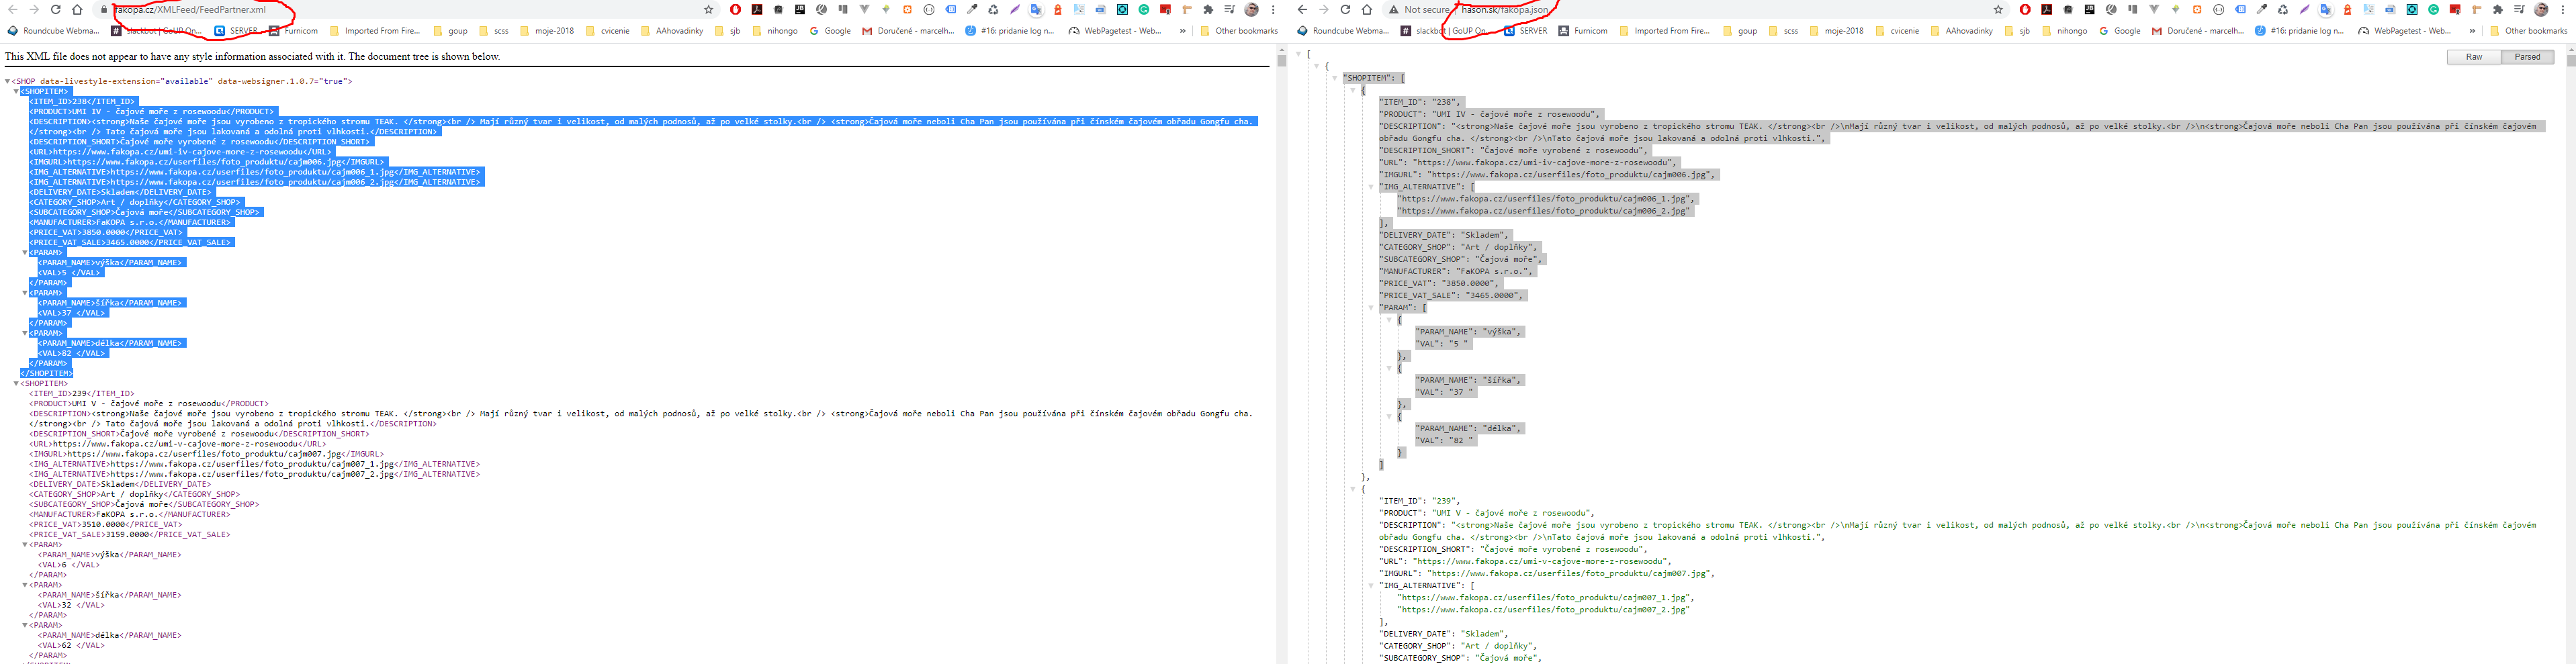 fakopa.cz/XMLFeed/FeedPartner.xml
Roundcube Webma... slackbot | GoUP On... SERVER Furnicom Imported From Fire... goup scss moje-2018 cvicenie AAhovadinky sjb nihongo Google Doručené – marcelh... #16: pridanie log n... WebPagetest - Web... » Other bookmarks
This XML file does not appear to have any style information associated with it. The document tree is shown below.
▼<SHOP data-livestyle-extension="available" data-websigner.1.0.7="true">
▼<SHOPITEM>
<ITEM_ID>238</ITEM_ID>
<PRODUCT>UMI IV - čajové moře z rosewoodu</PRODUCT>
<DESCRIPTION><strong>Naše čajové moře jsou vyrobeno z tropického stromu TEAK. </strong><br /> Mají různý tvar i velikost, od malých podnosů, až po velké stolky.<br /> <strong>Čajová moře neboli Cha Pan jsou používána při čínském čajovém obřadu Gongfu cha.
</strong><br /> Tato čajová moře jsou lakovaná a odolná proti vlhkosti.</DESCRIPTION>
<DESCRIPTION_SHORT>Čajové moře vyrobené z rosewoodu</DESCRIPTION_SHORT>
<URL>https://www.fakopa.cz/umi-iv-cajove-more-z-rosewoodu</URL>
<IMGURL>https://www.fakopa.cz/userfiles/foto_produktu/cajm006.jpg</IMGURL>
<IMG_ALTERNATIVE>https://www.fakopa.cz/userfiles/foto_produktu/cajm006_1.jpg</IMG_ALTERNATIVE>
<IMG_ALTERNATIVE>https://www.fakopa.cz/userfiles/foto_produktu/cajm006_2.jpg</IMG_ALTERNATIVE>
<DELIVERY_DATE>Skladem</DELIVERY_DATE>
<CATEGORY_SHOP>Art / doplňky</CATEGORY_SHOP>
<SUBCATEGORY_SHOP>Čajová moře</SUBCATEGORY_SHOP>
<MANUFACTURER>FaKOPA s.r.o.</MANUFACTURER>
<PRICE_VAT>3850.0000</PRICE_VAT>
<PRICE_VAT_SALE>3465.0000</PRICE_VAT_SALE>
▼<PARAM>
<PARAM_NAME>výška</PARAM_NAME>
<VAL>5 </VAL>
</PARAM>
▼<PARAM>
<PARAM_NAME>šířka</PARAM_NAME>
<VAL>37 </VAL>
</PARAM>
▼<PARAM>
<PARAM_NAME>délka</PARAM_NAME>
<VAL>82 </VAL>
</PARAM>
</SHOPITEM>
▼<SHOPITEM>
<ITEM_ID>239</ITEM_ID>
<PRODUCT>UMI V - čajové moře z rosewoodu</PRODUCT>
<DESCRIPTION><strong>Naše čajové moře jsou vyrobeno z tropického stromu TEAK. </strong><br /> Mají různý tvar i velikost, od malých podnosů, až po velké stolky.<br /> <strong>Čajová moře neboli Cha Pan jsou používána při čínském čajovém obřadu Gongfu cha.
</strong><br /> Tato čajová moře jsou lakovaná a odolná proti vlhkosti.</DESCRIPTION>
<DESCRIPTION_SHORT>Čajové moře vyrobené z rosewoodu</DESCRIPTION_SHORT>
<URL>https://www.fakopa.cz/umi-v-cajove-more-z-rosewoodu</URL>
<IMGURL>https://www.fakopa.cz/userfiles/foto_produktu/cajm007.jpg</IMGURL>
<IMG_ALTERNATIVE>https://www.fakopa.cz/userfiles/foto_produktu/cajm007_1.jpg</IMG_ALTERNATIVE>
<IMG_ALTERNATIVE>https://www.fakopa.cz/userfiles/foto_produktu/cajm007_2.jpg</IMG_ALTERNATIVE>
<DELIVERY_DATE>Skladem</DELIVERY_DATE>
<CATEGORY_SHOP>Art / doplňky</CATEGORY_SHOP>
<SUBCATEGORY_SHOP>Čajová moře</SUBCATEGORY_SHOP>
<MANUFACTURER>FaKOPA s.r.o.</MANUFACTURER>
<PRICE_VAT>3510.0000</PRICE_VAT>
<PRICE_VAT_SALE>3159.0000</PRICE_VAT_SALE>
▼<PARAM>
<PARAM_NAME>výška</PARAM_NAME>
<VAL>6 </VAL>
</PARAM>
▼<PARAM>
<PARAM_NAME>šířka</PARAM_NAME>
<VAL>32 </VAL>
</PARAM>
▼<PARAM>
<PARAM_NAME>délka</PARAM_NAME>
<VAL>62 </VAL>
</PARAM>
Not secure hason.sk/fakopa.json
Roundcube Webma... slackbot | GoUP On... SERVER Furnicom Imported From Fire... goup scss moje-2018 cvicenie AAhovadinky sjb nihongo Google Doručené – marcelh... #16: pridanie log n... WebPagetest - Web... » Other bookmarks
Raw Parsed
[
{
"SHOPITEM": [
{
"ITEM_ID": "238",
"PRODUCT": "UMI IV - čajové moře z rosewoodu",
"DESCRIPTION": "<strong>Naše čajové moře jsou vyrobeno z tropického stromu TEAK. </strong><br />\nMají různý tvar i velikost, od malých podnosů, až po velké stolky.<br />\n<strong>Čajová moře neboli Cha Pan jsou používána při čínském čajovém
obřadu Gongfu cha. </strong><br />\nTato čajová moře jsou lakovaná a odolná proti vlhkosti.",
"DESCRIPTION_SHORT": "Čajové moře vyrobené z rosewoodu",
"URL": "https://www.fakopa.cz/umi-iv-cajove-more-z-rosewoodu",
"IMGURL": "https://www.fakopa.cz/userfiles/foto_produktu/cajm006.jpg",
"IMG_ALTERNATIVE": [
"https://www.fakopa.cz/userfiles/foto_produktu/cajm006_1.jpg",
"https://www.fakopa.cz/userfiles/foto_produktu/cajm006_2.jpg"
],
"DELIVERY_DATE": "Skladem",
"CATEGORY_SHOP": "Art / doplňky",
"SUBCATEGORY_SHOP": "Čajová moře",
"MANUFACTURER": "FaKOPA s.r.o.",
"PRICE_VAT": "3850.0000",
"PRICE_VAT_SALE": "3465.0000",
"PARAM": [
{
"PARAM_NAME": "výška",
"VAL": "5 "
},
{
"PARAM_NAME": "šířka",
"VAL": "37 "
},
{
"PARAM_NAME": "délka",
"VAL": "82 "
}
]
},
{
"ITEM_ID": "239",
"PRODUCT": "UMI V - čajové moře z rosewoodu",
"DESCRIPTION": "<strong>Naše čajové moře jsou vyrobeno z tropického stromu TEAK. </strong><br />\nMají různý tvar i velikost, od malých podnosů, až po velké stolky.<br />\n<strong>Čajová moře neboli Cha Pan jsou používána při čínském čajovém
obřadu Gongfu cha. </strong><br />\nTato čajová moře jsou lakovaná a odolná proti vlhkosti.",
"DESCRIPTION_SHORT": "Čajové moře vyrobené z rosewoodu",
"URL": "https://www.fakopa.cz/umi-v-cajove-more-z-rosewoodu",
"IMGURL": "https://www.fakopa.cz/userfiles/foto_produktu/cajm007.jpg",
"IMG_ALTERNATIVE": [
"https://www.fakopa.cz/userfiles/foto_produktu/cajm007_1.jpg",
"https://www.fakopa.cz/userfiles/foto_produktu/cajm007_2.jpg"
],
"DELIVERY_DATE": "Skladem",
"CATEGORY_SHOP": "Art / doplňky",
"SUBCATEGORY_SHOP": "Čajová moře",